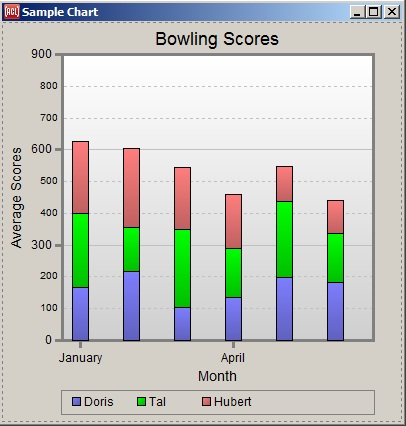 ACL Sample Chart
Bowling Scores
900
800
700
600
500
400
300
200
100
0
Average Scores
January April
Month
Doris Tal Hubert